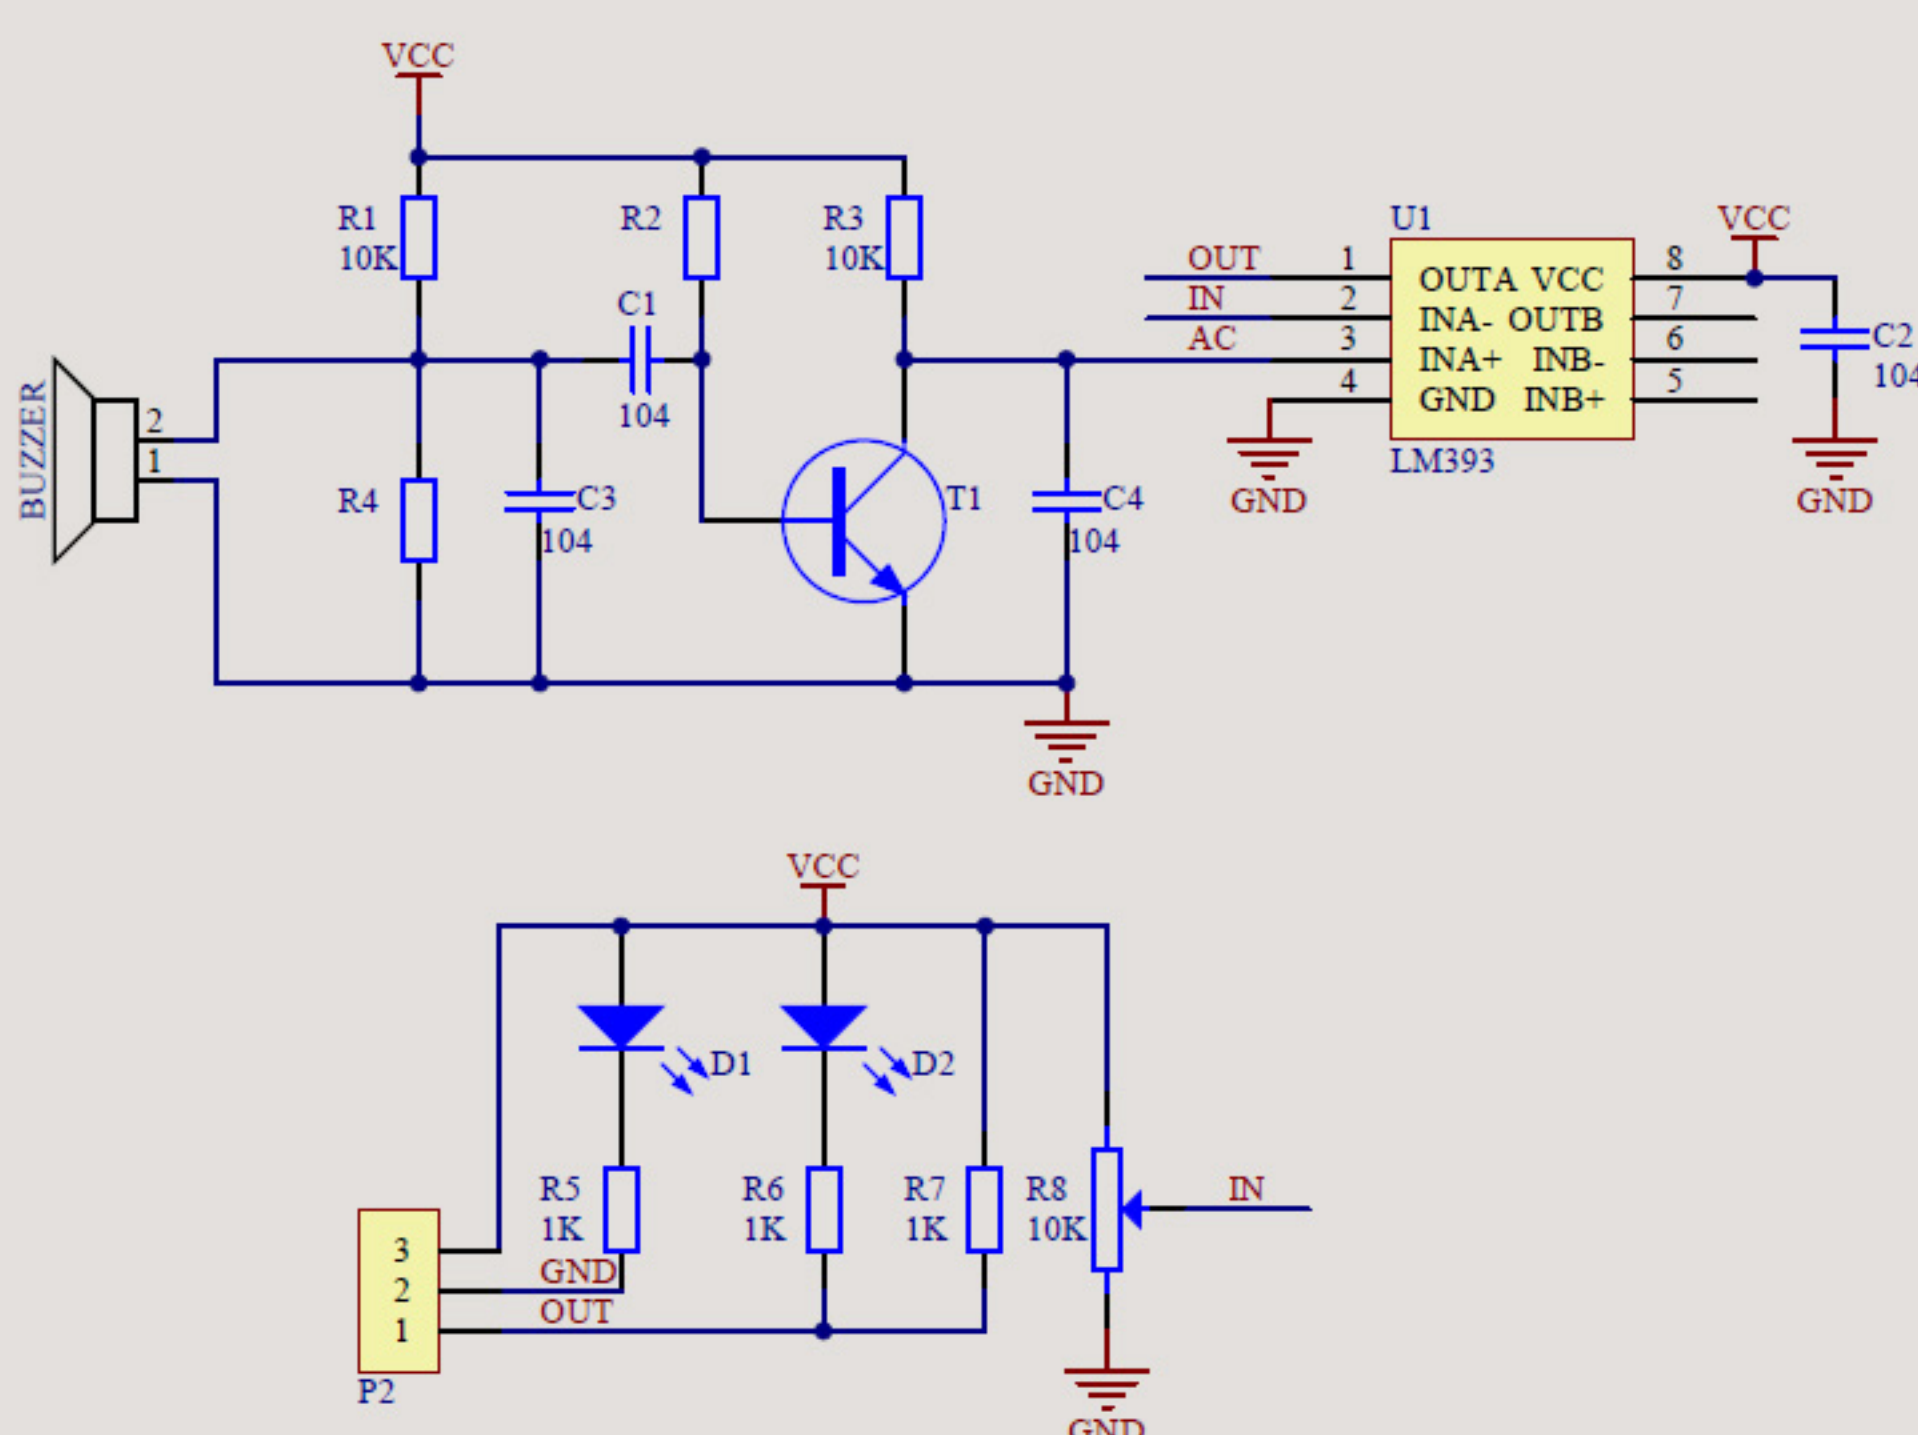 VCC
R1
10K
R2
R3
10K
C1
104
BUZZER
2
1
R4
C3
104
T1
C4
104
GND
OUT
IN
AC
U1
1
2
3
4
OUTA VCC
INA- OUTB
INA+ INB-
GND INB+
8
7
6
5
LM393
GND
VCC
C2
104
GND
VCC
D1
D2
R5
1K
R6
1K
R7
1K
R8
10K
IN
3
2
1
GND
OUT
P2
GND